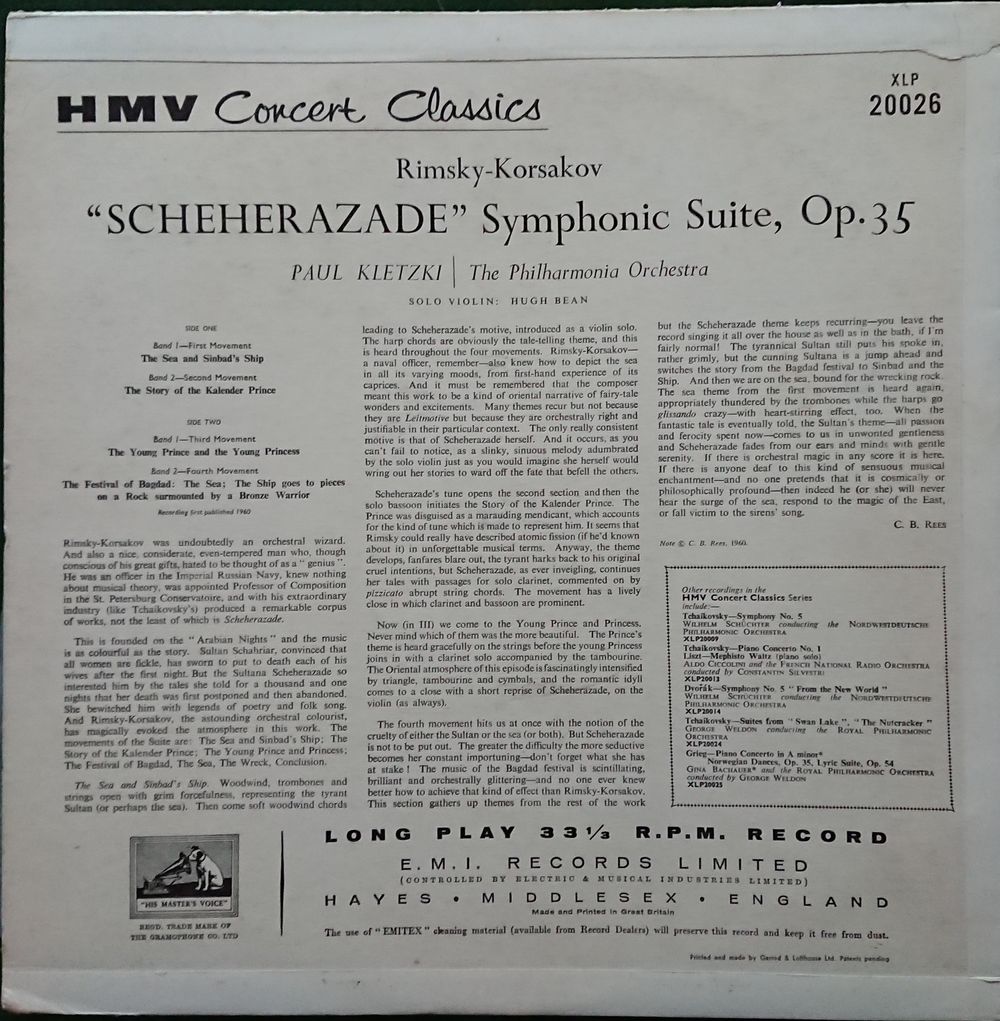 XLP
20026
HMV Concert Classics
Rimsky-Korsakov
“SCHEHERAZADE” Symphonic Suite, Op.35
PAUL KLETZKI | The Philharmonia Orchestra
SOLO VIOLIN: HUGH BEAN
SIDE ONE
Band 1—First Movement
The Sea and Sinbad's Ship
Band 2—Second Movement
The Story of the Kalender Prince
SIDE TWO
Band 1—Third Movement
The Young Prince and the Young Princess
Band 2—Fourth Movement
The Festival of Bagdad: The Sea; The Ship goes to pieces
on a Rock surmounted by a Bronze Warrior
Recording first published 1960
Rimsky-Korsakov was undoubtedly an orchestral wizard.
And also a nice, considerate, even-tempered man who, though
conscious of his great gifts, hated to be thought of as a “ genius ”.
He was an officer in the Imperial Russian Navy, knew nothing
about musical theory, was appointed Professor of Composition
in the St. Petersburg Conservatoire, and with his extraordinary
industry (like Tchaikovsky's) produced a remarkable corpus
of works, not the least of which is Scheherazade.
This is founded on the “ Arabian Nights ” and the music
is as colourful as the story. Sultan Schahriar, convinced that
all women are fickle, has sworn to put to death each of his
wives after the first night. But the Sultana Scheherazade so
interested him by the tales she told for a thousand and one
nights that her death was first postponed and then abandoned.
She bewitched him with legends of poetry and folk song.
And Rimsky-Korsakov, the astounding orchestral colourist,
has magically evoked the atmosphere in this work. The
movements of the Suite are: The Sea and Sinbad's Ship; The
Story of the Kalender Prince; The Young Prince and Princess;
The Festival of Bagdad, The Sea, The Wreck, Conclusion.
The Sea and Sinbad's Ship. Woodwind, trombones and
strings open with grim forcefulness, representing the tyrant
Sultan (or perhaps the sea). Then come soft woodwind chords
leading to Scheherazade's motive, introduced as a violin solo.
The harp chords are obviously the tale-telling theme, and this
is heard throughout the four movements. Rimsky-Korsakov—
a naval officer, remember—also knew how to depict the sea
in all its varying moods, from first-hand experience of its
caprices. And it must be remembered that the composer
meant this work to be a kind of oriental narrative of fairy-tale
wonders and excitements. Many themes recur but not because
they are Leitmotive but because they are orchestrally right and
justifiable in their particular context. The only really consistent
motive is that of Scheherazade herself. And it occurs, as you
can't fail to notice, as a slinky, sinuous melody adumbrated
by the solo violin just as you would imagine she herself would
wring out her stories to ward off the fate that befell the others.
Scheherazade's tune opens the second section and then the
solo bassoon initiates the Story of the Kalender Prince. The
Prince was disguised as a marauding mendicant, which accounts
for the kind of tune which is made to represent him. It seems that
Rimsky could really have described atomic fission (if he'd known
about it) in unforgettable musical terms. Anyway, the theme
develops, fanfares blare out, the tyrant harks back to his original
cruel intentions, but Scheherazade, as ever inveigling, continues
her tales with passages for solo clarinet, commented on by
pizzicato abrupt string chords. The movement has a lively
close in which clarinet and bassoon are prominent.
Now (in III) we come to the Young Prince and Princess.
Never mind which of them was the more beautiful. The Prince's
theme is heard gracefully on the strings before the young Princess
joins in with a clarinet solo accompanied by the tambourine.
The Oriental atmosphere of this episode is fascinatingly intensified
by triangle, tambourine and cymbals, and the romantic idyll
comes to a close with a short reprise of Scheherazade, on the
violin (as always).
The fourth movement hits us at once with the notion of the
cruelty of either the Sultan or the sea (or both). But Scheherazade
is not to be put out. The greater the difficulty the more seductive
becomes her constant importuning—don't forget what she has
at stake ! The music of the Bagdad festival is scintillating,
brilliant and orchestrally glittering—and no one ever knew
better how to achieve that kind of effect than Rimsky-Korsakov.
This section gathers up themes from the rest of the work
but the Scheherazade theme keeps recurring—you leave the
record singing it all over the house as well as in the bath, if I'm
fairly normal! The tyrannical Sultan still puts his spoke in,
rather grimly, but the cunning Sultana is a jump ahead and
switches the story from the Bagdad festival to Sinbad and the
Ship. And then we are on the sea, bound for the wrecking rock.
The sea theme from the first movement is heard again,
appropriately thundered by the trombones while the harps go
glissando crazy—with heart-stirring effect, too. When the
fantastic tale is eventually told, the Sultan's theme—all passion
and ferocity spent now—comes to us in unwonted gentleness
and Scheherazade fades from our ears and minds with gentle
serenity. If there is orchestral magic in any score it is here.
If there is anyone deaf to this kind of sensuous musical
enchantment—and no one pretends that it is cosmically or
philosophically profound—then indeed he (or she) will never
hear the surge of the sea, respond to the magic of the East,
or fall victim to the sirens' song.
C. B. REES
Note © C. B. Rees, 1960.
Other recordings in the
HMV Concert Classics Series
include:—
Tchaikovsky—Symphony No. 5
WILHELM SCHÜCHTER conducting the NORDWESTDEUTSCHE
PHILHARMONIC ORCHESTRA
XLP20009
Tchaikovsky—Piano Concerto No. 1
Liszt—Mephisto Waltz (piano solo)
ALDO CICCOLINI and the FRENCH NATIONAL RADIO ORCHESTRA
conducted by CONSTANTIN SILVESTRI
XLP20013
Dvořák—Symphony No. 5 “ From the New World ”
WILHELM SCHÜCHTER conducting the NORDWESTDEUTSCHE
PHILHARMONIC ORCHESTRA
XLP20014
Tchaikovsky—Suites from “ Swan Lake ”, “ The Nutcracker ”
GEORGE WELDON conducting the ROYAL PHILHARMONIC
ORCHESTRA
XLP20024
Grieg—Piano Concerto in A minor*
Norwegian Dances, Op. 35, Lyric Suite, Op. 54
GINA BACHAUER* and the ROYAL PHILHARMONIC ORCHESTRA
conducted by GEORGE WELDON
XLP20025
"HIS MASTER'S VOICE"
REGD. TRADE MARK OF
THE GRAMOPHONE CO. LTD
LONG PLAY 33⅓ R.P.M. RECORD
E.M.I. RECORDS LIMITED
(CONTROLLED BY ELECTRIC & MUSICAL INDUSTRIES LIMITED)
HAYES • MIDDLESEX • ENGLAND
Made and Printed in Great Britain
The use of “EMITEX” cleaning material (available from Record Dealers) will preserve this record and keep it free from dust.
Printed and made by Garrod & Lofthouse Ltd. Patents pending